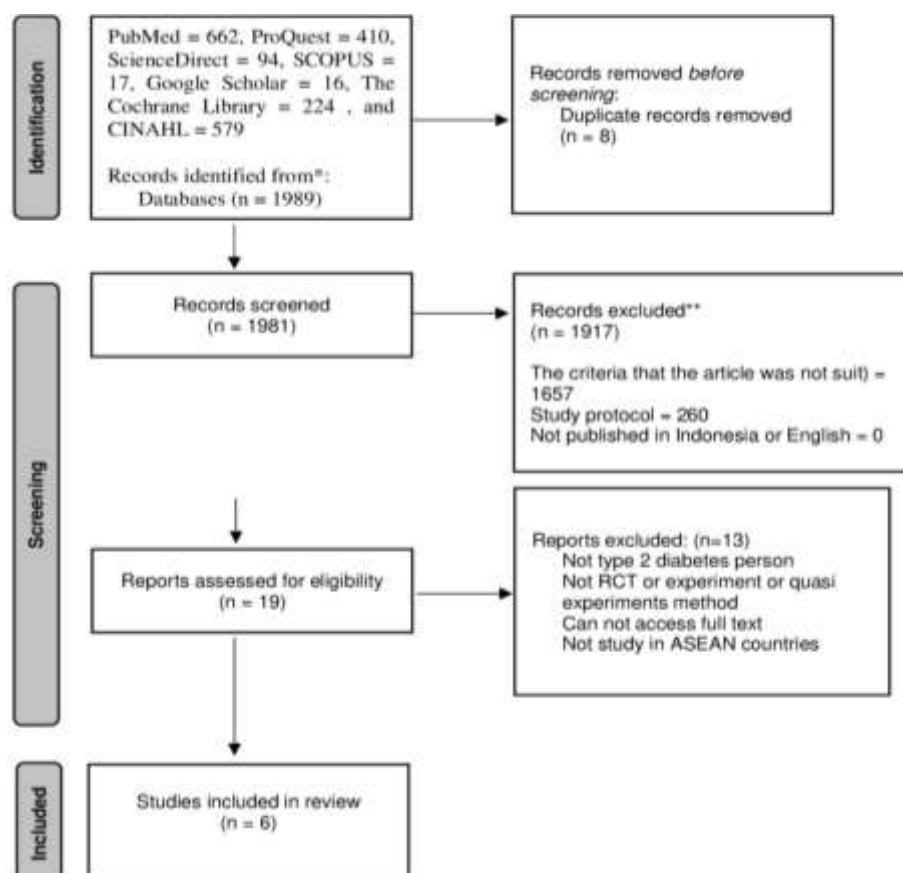 Identification
PubMed = 662, ProQuest = 410,
ScienceDirect = 94, SCOPUS =
17, Google Scholar = 16, The
Cochrane Library = 224 , and
CINAHL = 579
Records identified from*:
Databases (n = 1989)
Records removed before
screening:
Duplicate records removed
(n = 8)
Screening
Records screened
(n = 1981)
Records excluded**
(n = 1917)
The criteria that the article was not suit) =
1657
Study protocol = 260
Not published in Indonesia or English = 0
Reports assessed for eligibility
(n = 19)
Reports excluded: (n=13)
Not type 2 diabetes person
Not RCT or experiment or quasi
experiments method
Can not access full text
Not study in ASEAN countries
Included
Studies included in review
(n = 6)